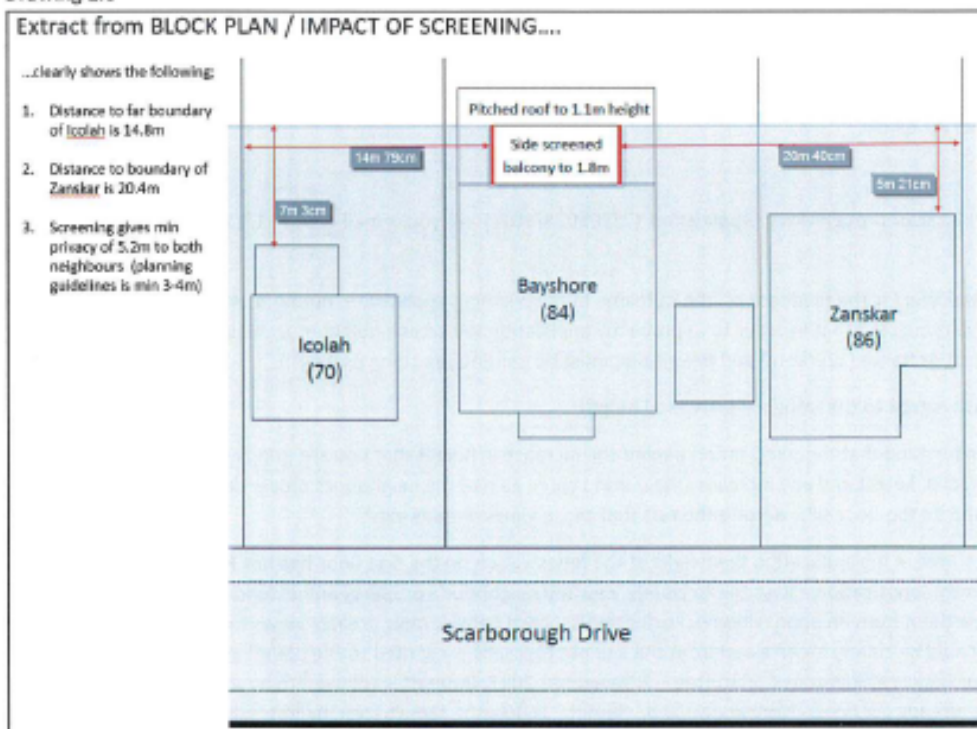 Extract from BLOCK PLAN / IMPACT OF SCREENING....
...clearly shows the following;
1. Distance to far boundary
of Icolah is 14.8m
2. Distance to boundary of
Zanskar is 20.4m
3. Screening gives min
privacy of 5.2m to both
neighbours (planning
guidelines is min 3-4m)
Pitched roof to 1.1m height
Side screened
balcony to 1.8m
14m 79cm
20m 40cm
5m 21cm
7m 3cm
Bayshore
(84)
Zanskar
(86)
Icolah
(70)
Scarborough Drive